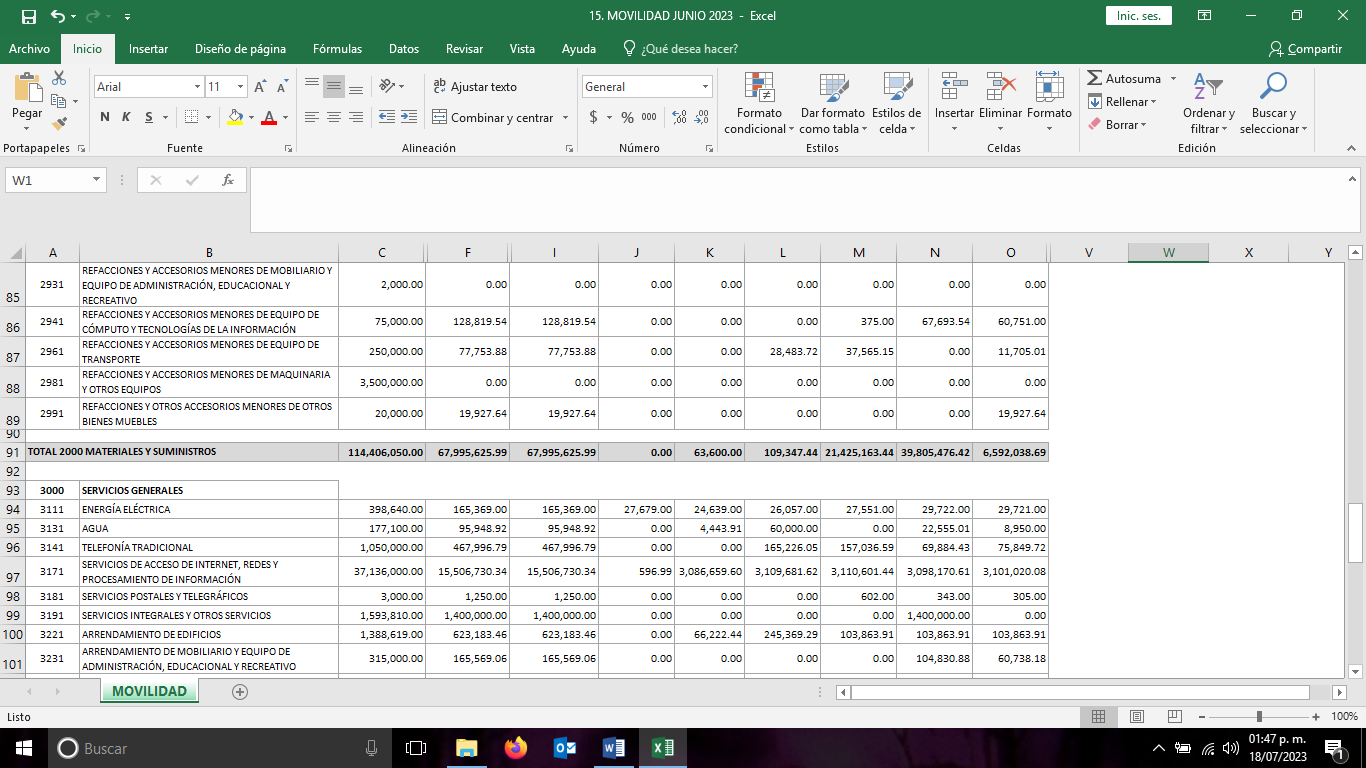 15. MOVILIDAD JUNIO 2023 - Excel
Inic. ses.
Archivo Inicio Insertar Diseño de página Fórmulas Datos Revisar Vista Ayuda ¿Qué desea hacer? Compartir
Pegar
Arial 11
N K S
Ajustar texto
Combinar y centrar
General
$ % 000
Formato condicional
Dar formato como tabla
Estilos de celda
Insertar Eliminar Formato
Autosuma
Rellenar
Borrar
Ordenar y filtrar
Buscar y seleccionar
Portapapeles Fuente Alineación Número Estilos Celdas Edición
W1 fx
A B C F I J K L M N O V W X Y
REFACCIONES Y ACCESORIOS MENORES DE MOBILIARIO Y
85 2931 EQUIPO DE ADMINISTRACIÓN, EDUCACIONAL Y 2,000.00 0.00 0.00 0.00 0.00 0.00 0.00 0.00 0.00
RECREATIVO
86 2941 REFACCIONES Y ACCESORIOS MENORES DE EQUIPO DE 75,000.00 128,819.54 128,819.54 0.00 0.00 0.00 375.00 67,693.54 60,751.00
CÓMPUTO Y TECNOLOGÍAS DE LA INFORMACIÓN
87 2961 REFACCIONES Y ACCESORIOS MENORES DE EQUIPO DE 250,000.00 77,753.88 77,753.88 0.00 0.00 28,483.72 37,565.15 0.00 11,705.01
TRANSPORTE
88 2981 REFACCIONES Y ACCESORIOS MENORES DE MAQUINARIA 3,500,000.00 0.00 0.00 0.00 0.00 0.00 0.00 0.00 0.00
Y OTROS EQUIPOS
89 2991 REFACCIONES Y OTROS ACCESORIOS MENORES DE OTROS 20,000.00 19,927.64 19,927.64 0.00 0.00 0.00 0.00 0.00 19,927.64
BIENES MUEBLES
90
91 TOTAL 2000 MATERIALES Y SUMINISTROS 114,406,050.00 67,995,625.99 67,995,625.99 0.00 63,600.00 109,347.44 21,425,163.44 39,805,476.42 6,592,038.69
92
93 3000 SERVICIOS GENERALES
94 3111 ENERGÍA ELÉCTRICA 398,640.00 165,369.00 165,369.00 27,679.00 24,639.00 26,057.00 27,551.00 29,722.00 29,721.00
95 3131 AGUA 177,100.00 95,948.92 95,948.92 0.00 4,443.91 60,000.00 0.00 22,555.01 8,950.00
96 3141 TELEFONÍA TRADICIONAL 1,050,000.00 467,996.79 467,996.79 0.00 0.00 165,226.05 157,036.59 69,884.43 75,849.72
97 3171 SERVICIOS DE ACCESO DE INTERNET, REDES Y 37,136,000.00 15,506,730.34 15,506,730.34 596.99 3,086,659.60 3,109,681.62 3,110,601.44 3,098,170.61 3,101,020.08
PROCESAMIENTO DE INFORMACIÓN
98 3181 SERVICIOS POSTALES Y TELEGRÁFICOS 3,000.00 1,250.00 1,250.00 0.00 0.00 0.00 602.00 343.00 305.00
99 3191 SERVICIOS INTEGRALES Y OTROS SERVICIOS 1,593,810.00 1,400,000.00 1,400,000.00 0.00 0.00 0.00 0.00 1,400,000.00 0.00
100 3221 ARRENDAMIENTO DE EDIFICIOS 1,388,619.00 623,183.46 623,183.46 0.00 66,222.44 245,369.29 103,863.91 103,863.91 103,863.91
101 3231 ARRENDAMIENTO DE MOBILIARIO Y EQUIPO DE 315,000.00 165,569.06 165,569.06 0.00 0.00 0.00 0.00 104,830.88 60,738.18
ADMINISTRACIÓN, EDUCACIONAL Y RECREATIVO
MOVILIDAD
Listo 100%
Buscar
01:47 p. m.
18/07/2023
1